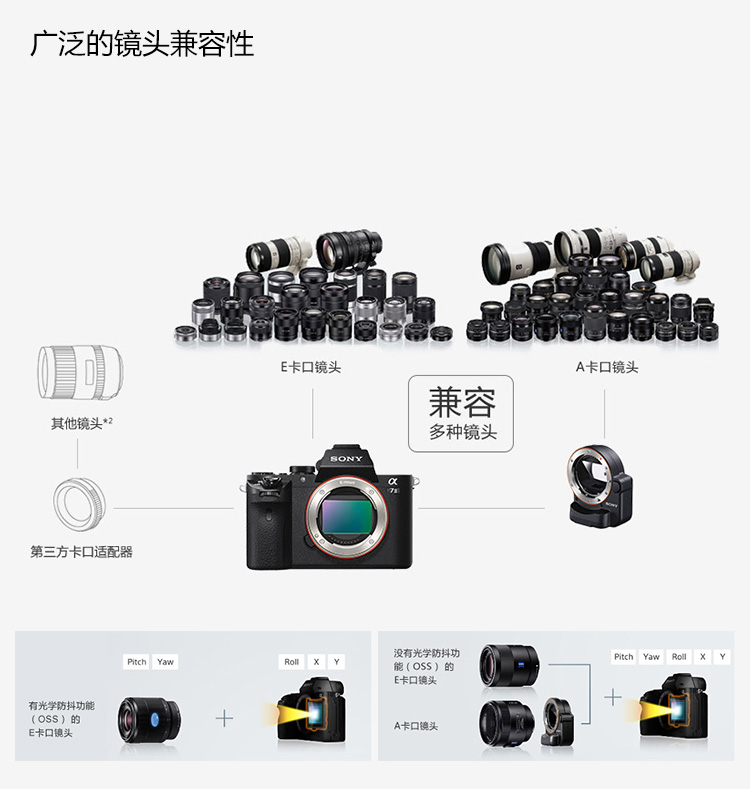 广泛的镜头兼容性
E卡口镜头
A卡口镜头
兼容
多种镜头
其他镜头*2
SONY
α
7II
E-mount
SONY
第三方卡口适配器
Pitch Yaw
Roll X Y
有光学防抖功能
（OSS）的
E卡口镜头
没有光学防抖功
能（OSS）的
E卡口镜头
A卡口镜头
Pitch Yaw Roll X Y